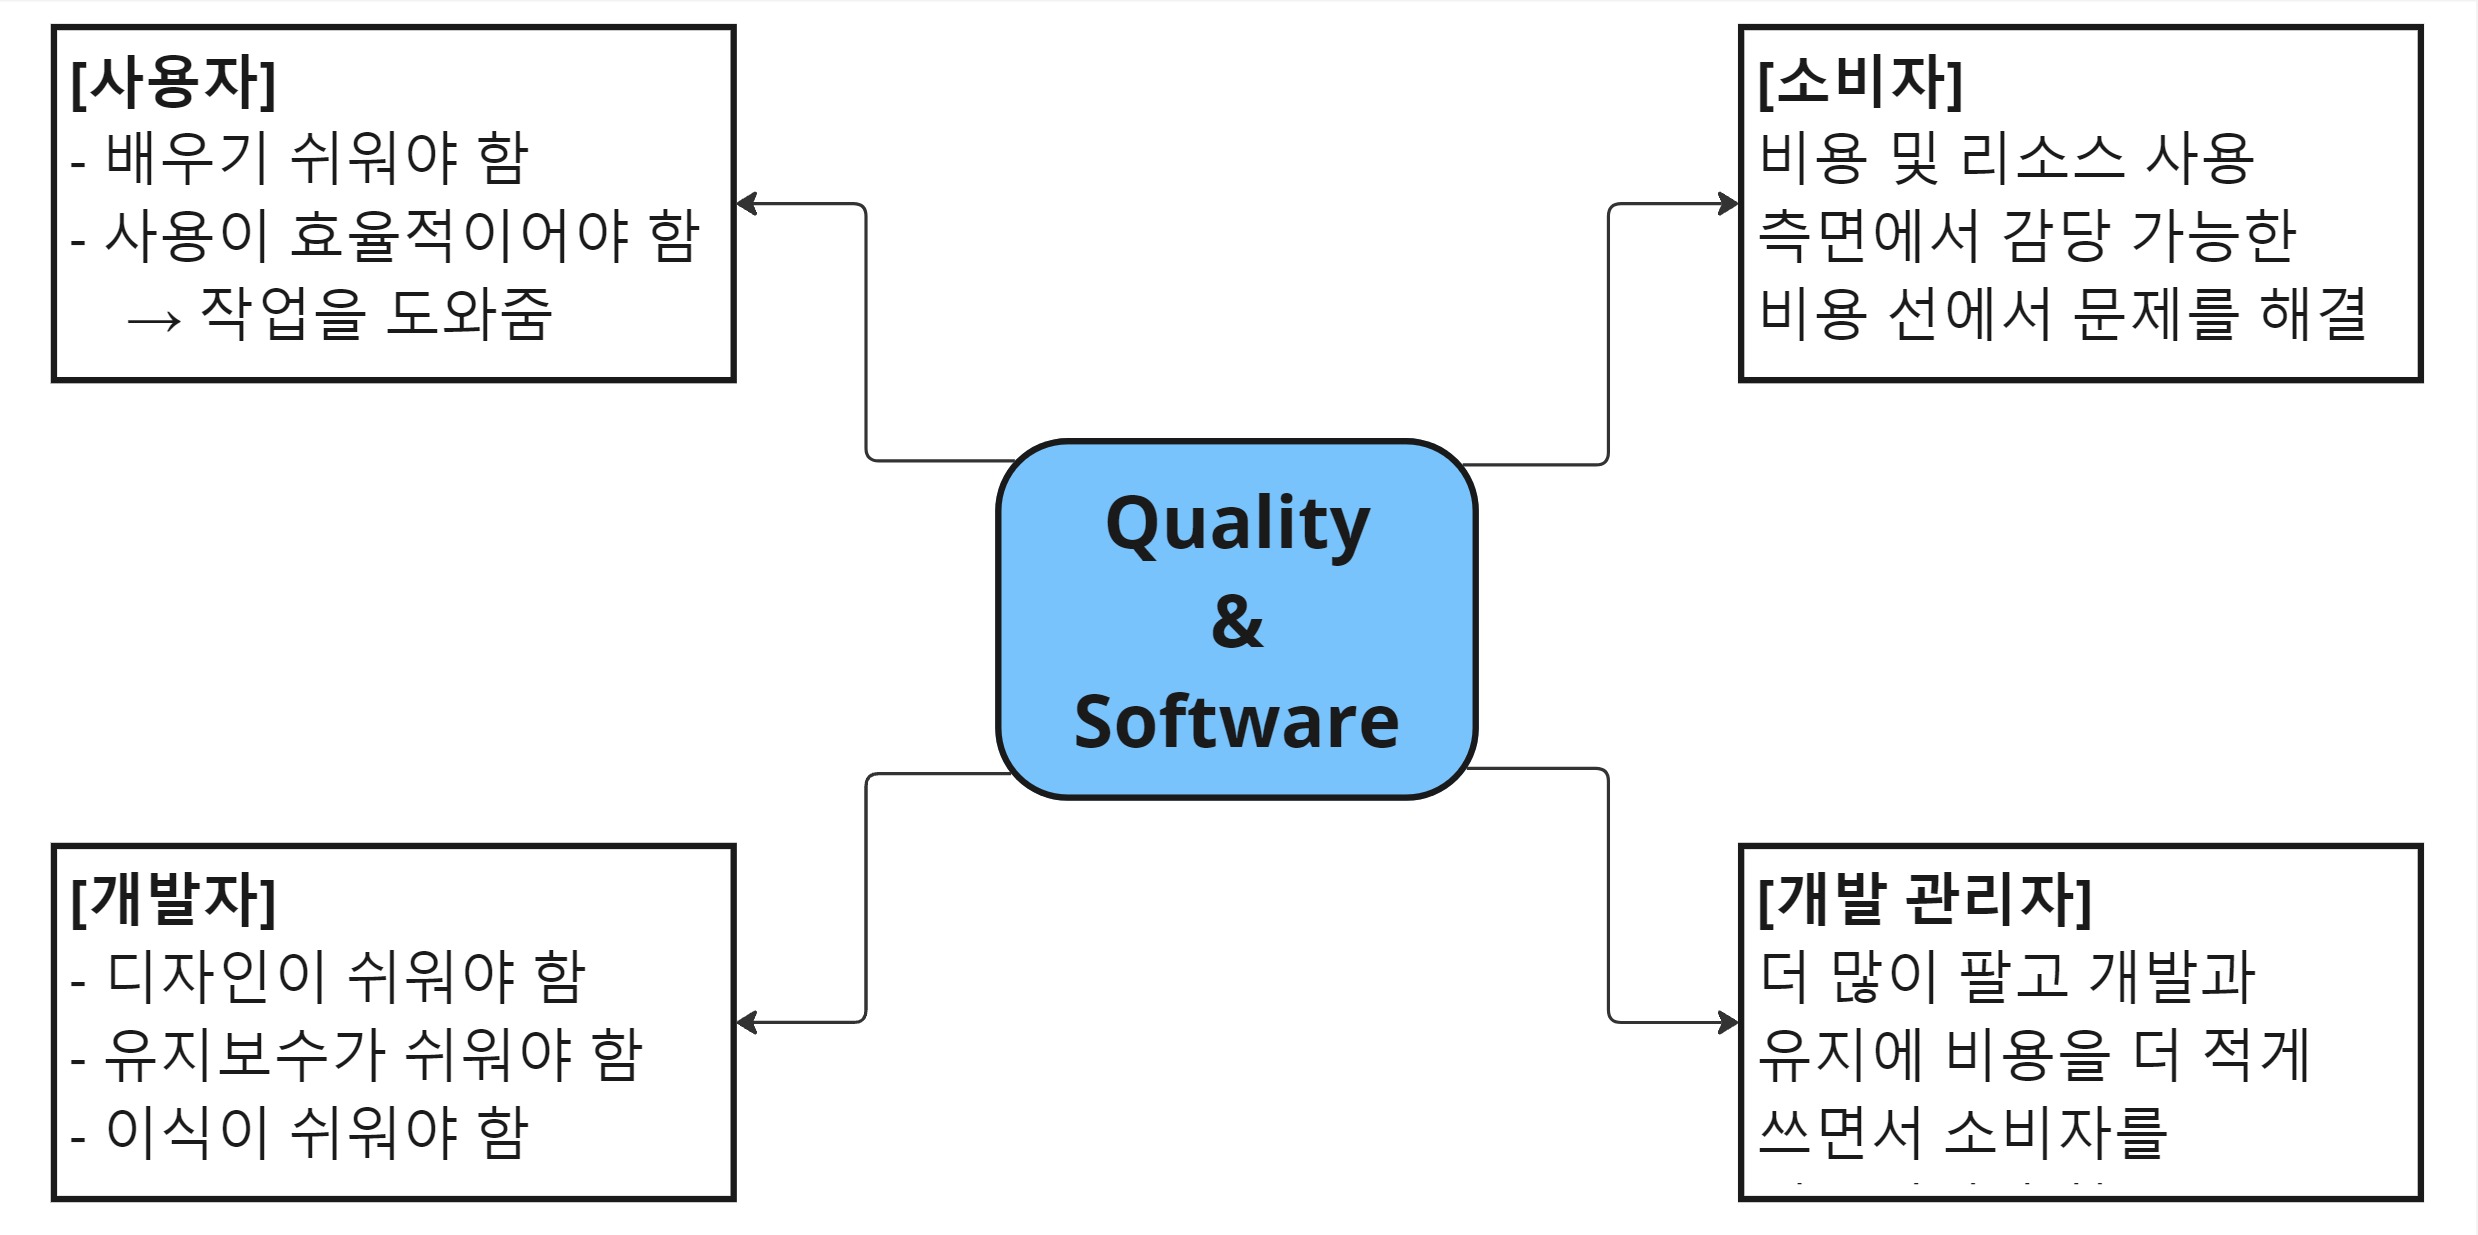 [사용자]
- 배우기 쉬워야 함
- 사용이 효율적이어야 함
→ 작업을 도와줌
[소비자]
비용 및 리소스 사용
측면에서 감당 가능한
비용 선에서 문제를 해결
Quality
&
Software
[개발자]
- 디자인이 쉬워야 함
- 유지보수가 쉬워야 함
- 이식이 쉬워야 함
[개발 관리자]
더 많이 팔고 개발과
유지에 비용을 더 적게
쓰면서 소비자를